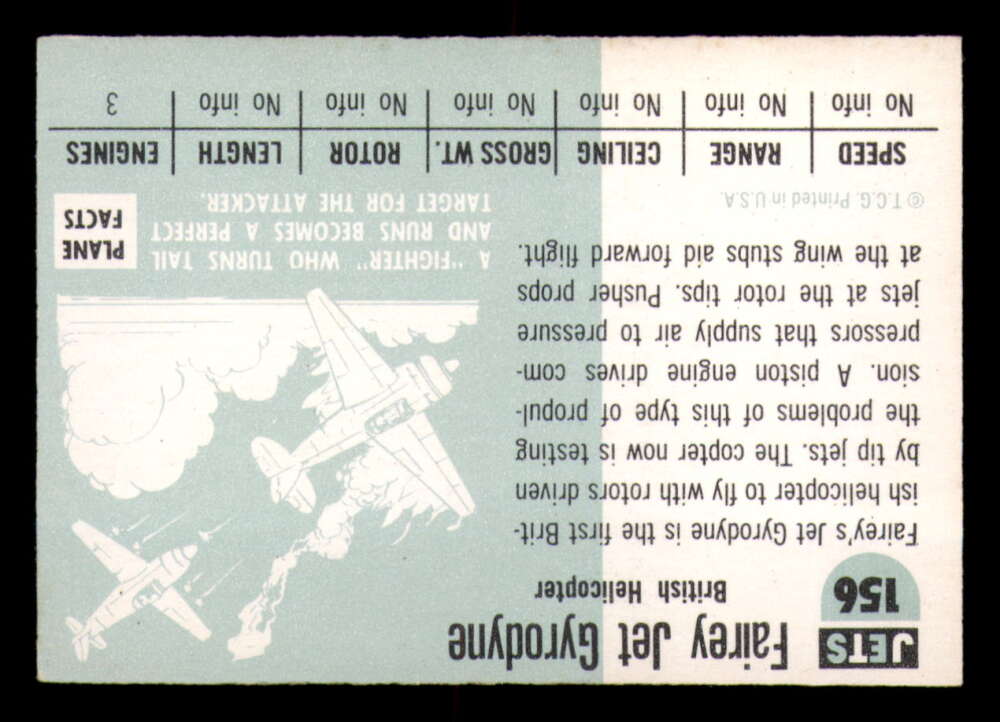 JETS
156
Fairey Jet Gyrodyne
British Helicopter
Fairey's Jet Gyrodyne is the first Brit-
ish helicopter to fly with rotors driven
by tip jets. The copter is now is testing
the problems of this type of propul-
sion. A piston engine drives com-
pressors that supply air to pressure
jets at the rotor tips. Pusher props
at the wing stubs aid forward flight.
© T.C.G. Printed in U.S.A.
A "FIGHTER" WHO TURNS TAIL
AND RUNS BECOMES A PERFECT
TARGET FOR THE ATTACKER.
PLANE
FACTS
SPEED RANGE CEILING GROSS WT. ROTOR LENGTH ENGINES
No info No info No info No info No info No info 3